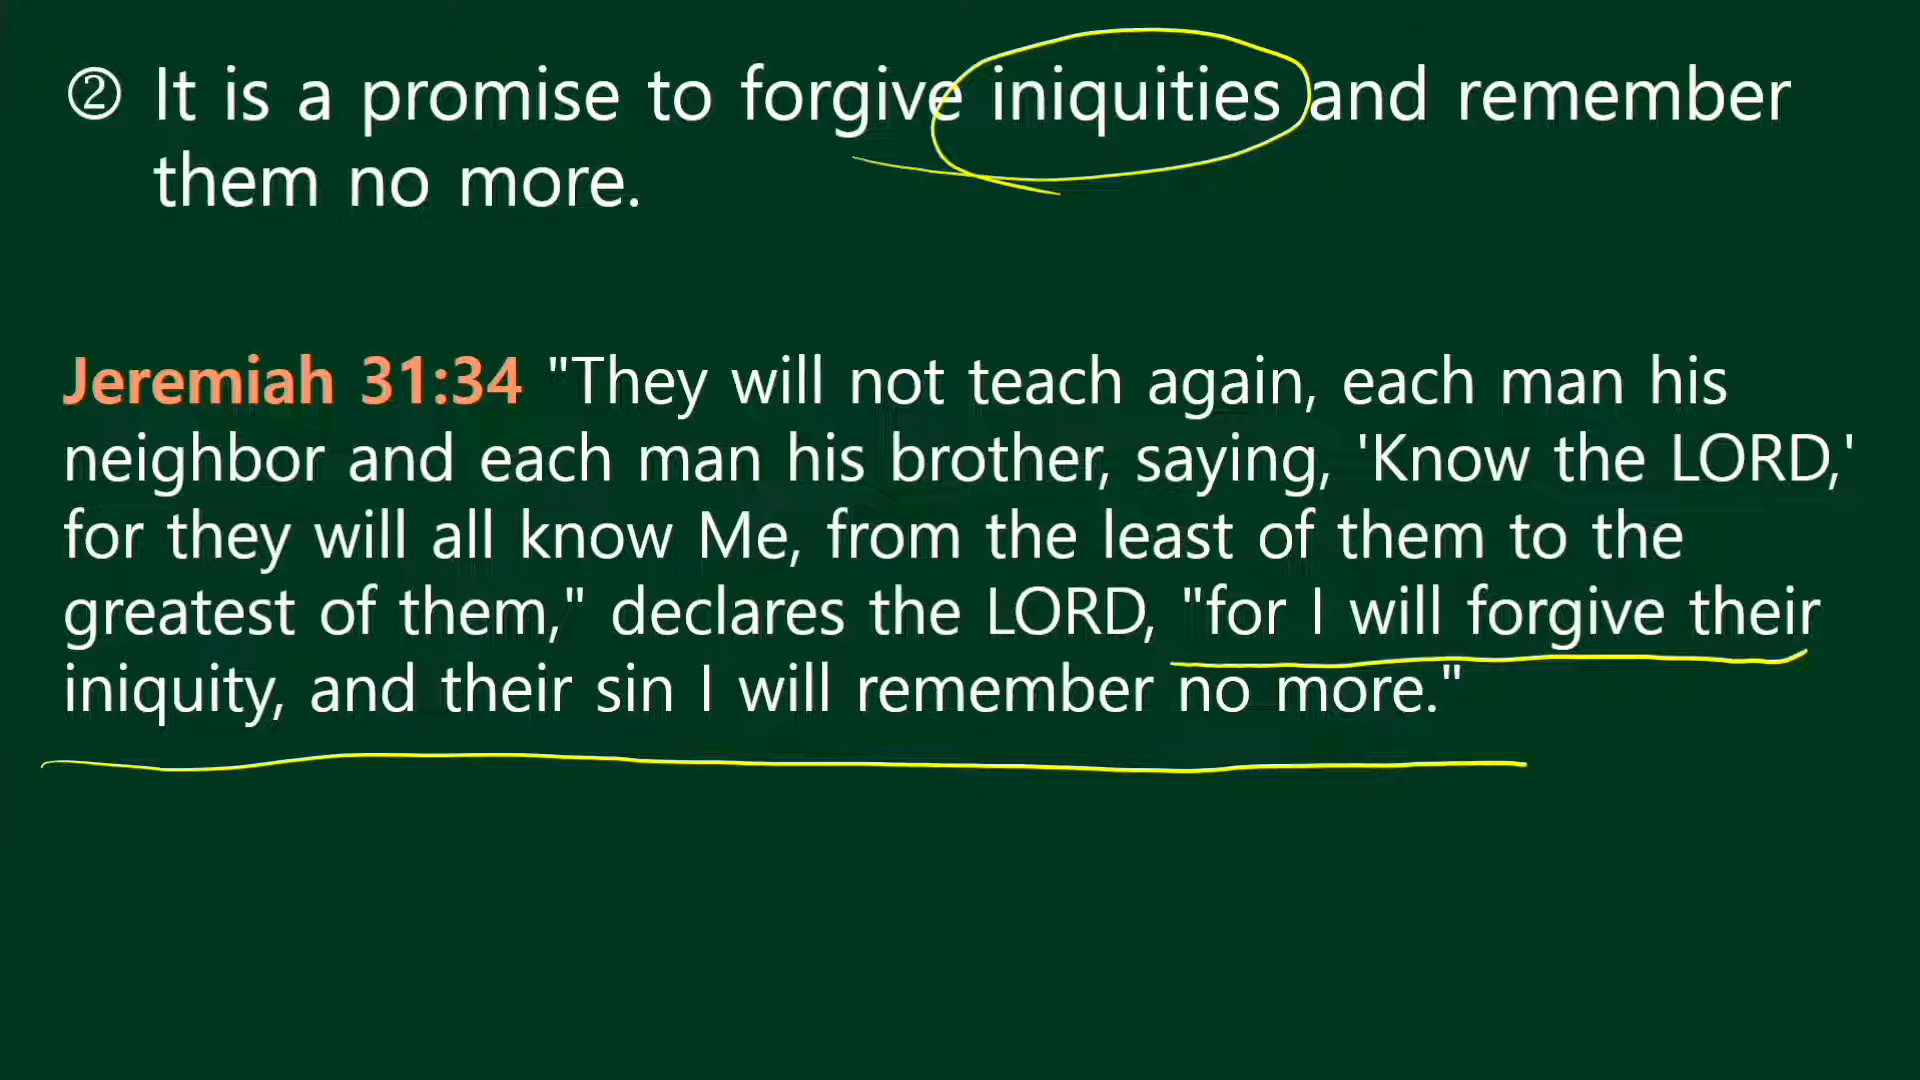 ② It is a promise to forgive iniquities and remember
them no more.
Jeremiah 31:34 "They will not teach again, each man his
neighbor and each man his brother, saying, 'Know the LORD,'
for they will all know Me, from the least of them to the
greatest of them," declares the LORD, "for I will forgive their
iniquity, and their sin I will remember no more."